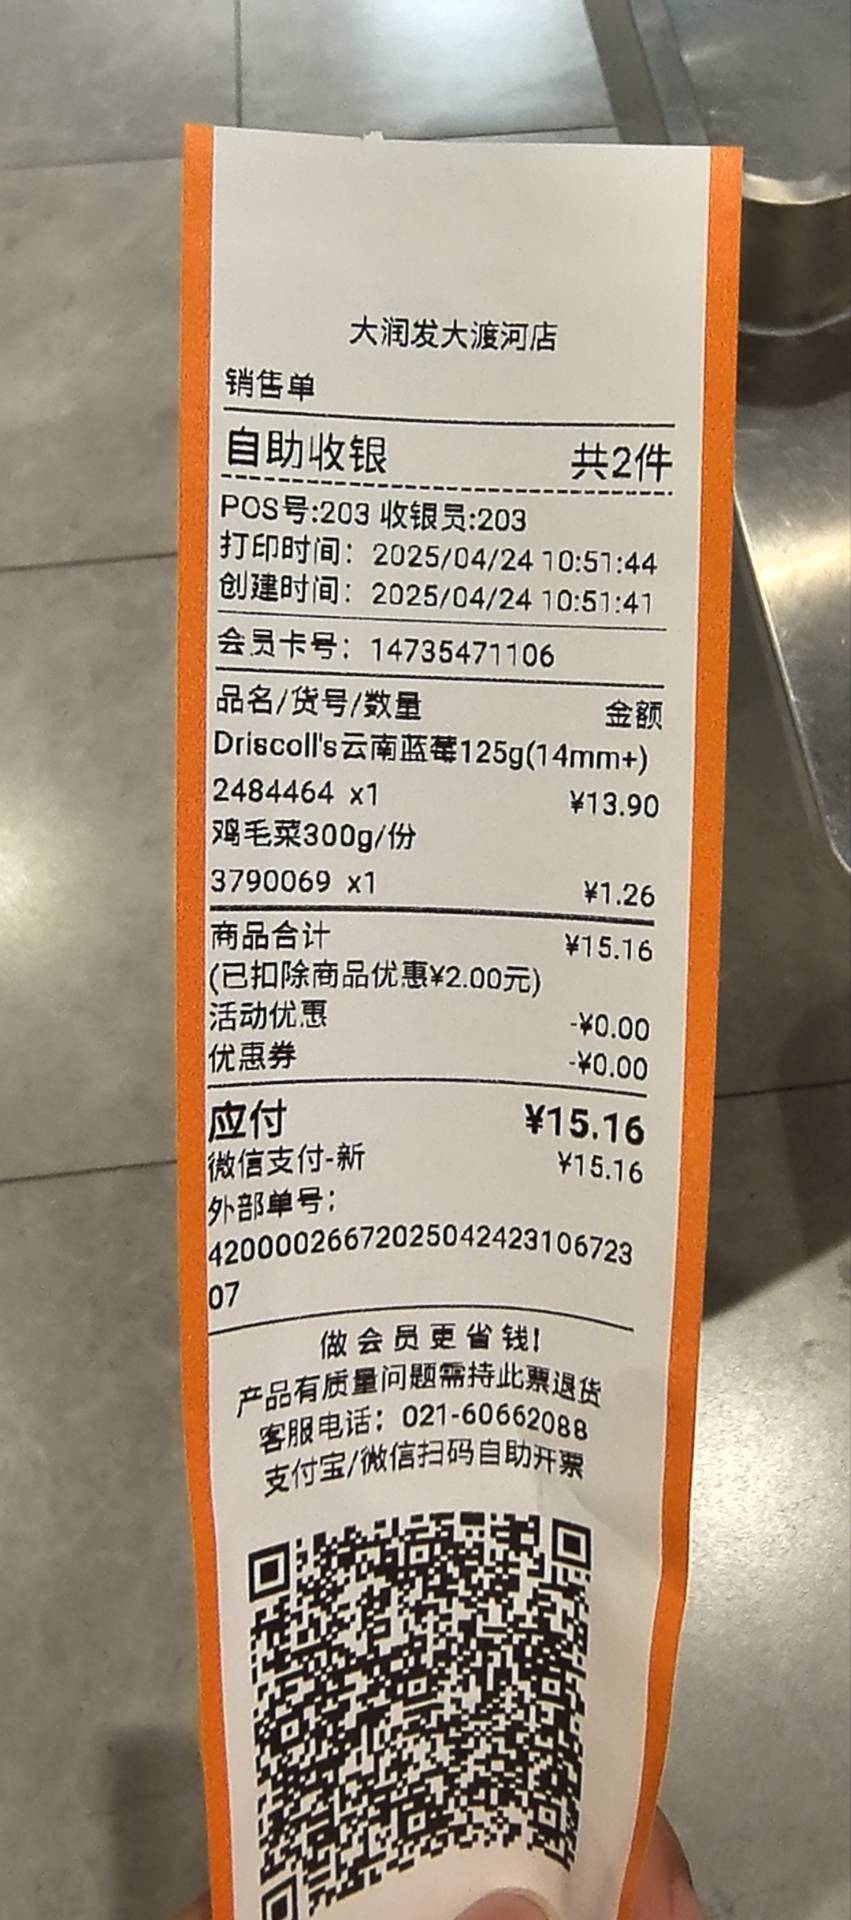 大润发大渡河店
销售单
自助收银 共2件
POS号:203 收银员:203
打印时间：2025/04/24 10:51:44
创建时间：2025/04/24 10:51:41
会员卡号：14735471106
品名/货号/数量 金额
Driscoll's云南蓝莓125g(14mm+)
2484464 x1 ¥13.90
鸡毛菜300g/份
3790069 x1 ¥1.26
商品合计 ¥15.16
(已扣除商品优惠¥2.00元)
活动优惠 -¥0.00
优惠券 -¥0.00
应付 ¥15.16
微信支付-新 ¥15.16
外部单号：
42000026672025042423106723
07
做会员更省钱!
产品有质量问题需持此票退货
客服电话：021-60662088
支付宝/微信扫码自助开票